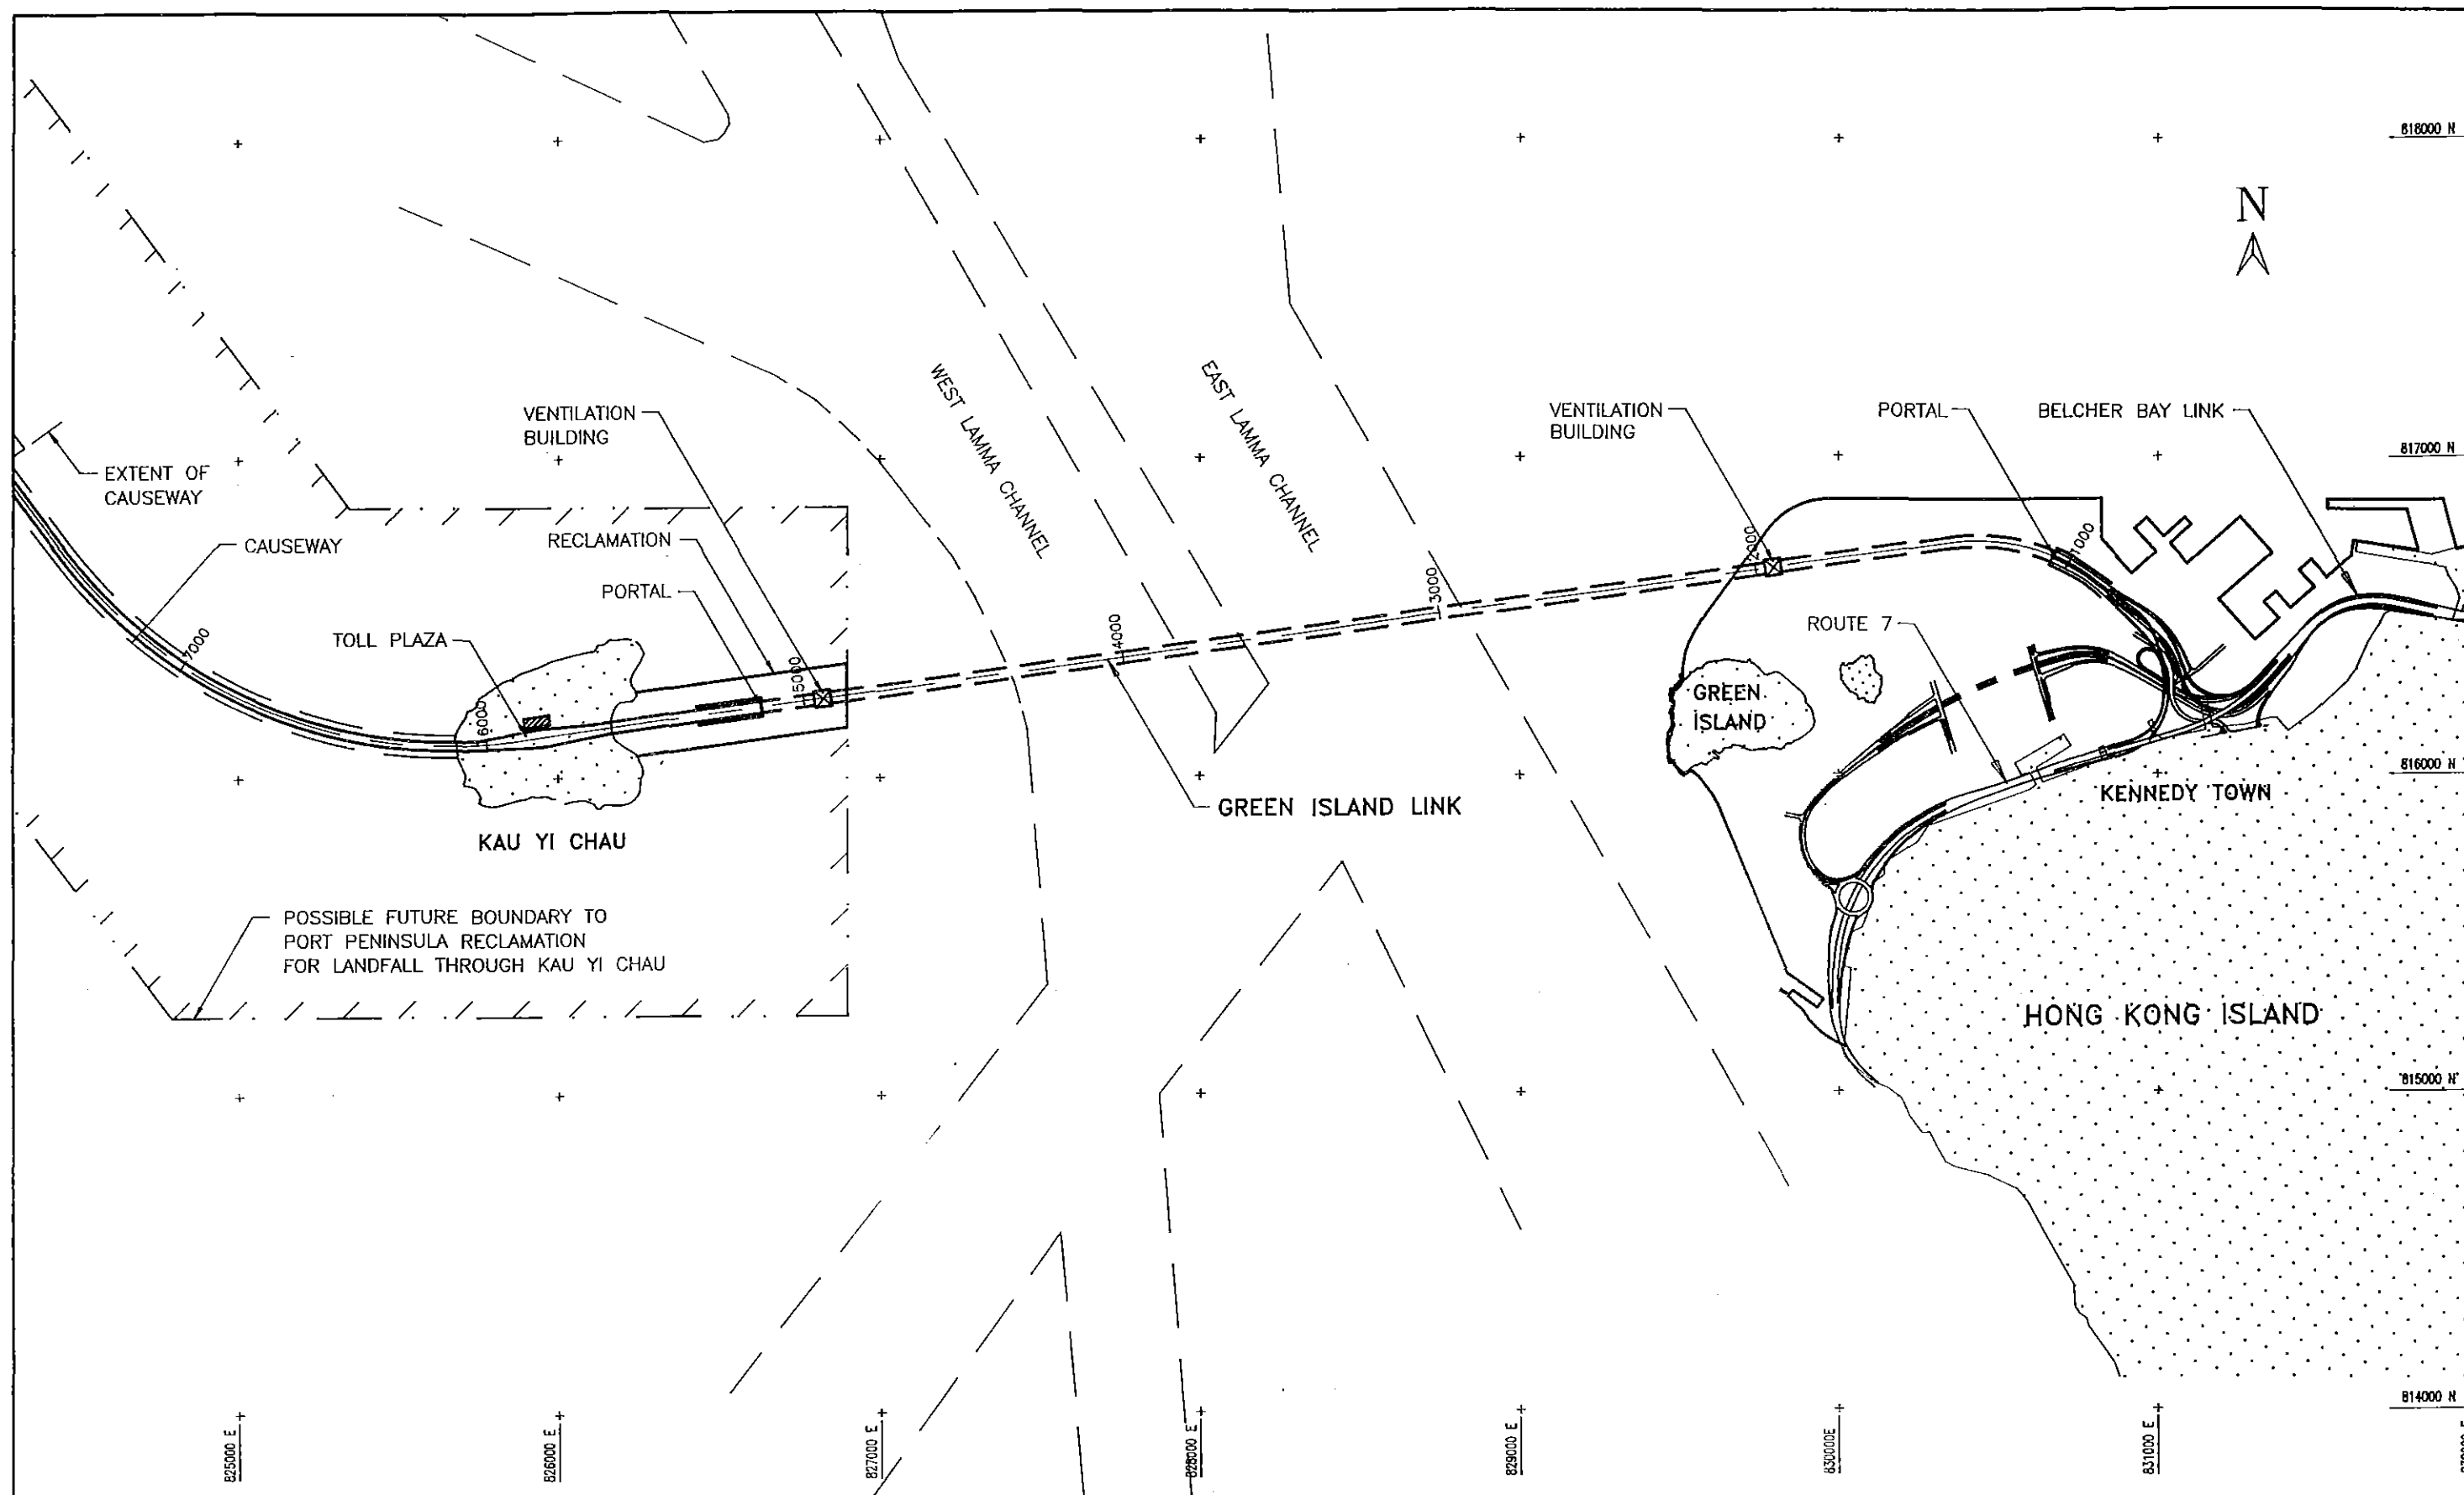 818000 N
N
VENTILATION
BUILDING
WEST LAMMA CHANNEL
EAST LAMMA CHANNEL
VENTILATION
BUILDING
PORTAL
BELCHER BAY LINK
817000 N
EXTENT OF
CAUSEWAY
CAUSEWAY
RECLAMATION
PORTAL
TOLL PLAZA
7000
6000
5000
4000
3000
2000
1000
ROUTE 7
GREEN
ISLAND
816000 N
KENNEDY TOWN
GREEN ISLAND LINK
KAU YI CHAU
POSSIBLE FUTURE BOUNDARY TO
PORT PENINSULA RECLAMATION
FOR LANDFALL THROUGH KAU YI CHAU
HONG KONG ISLAND
815000 N
814000 N
825000 E
826000 E
827000 E
828000 E
829000 E
830000E
831000 E